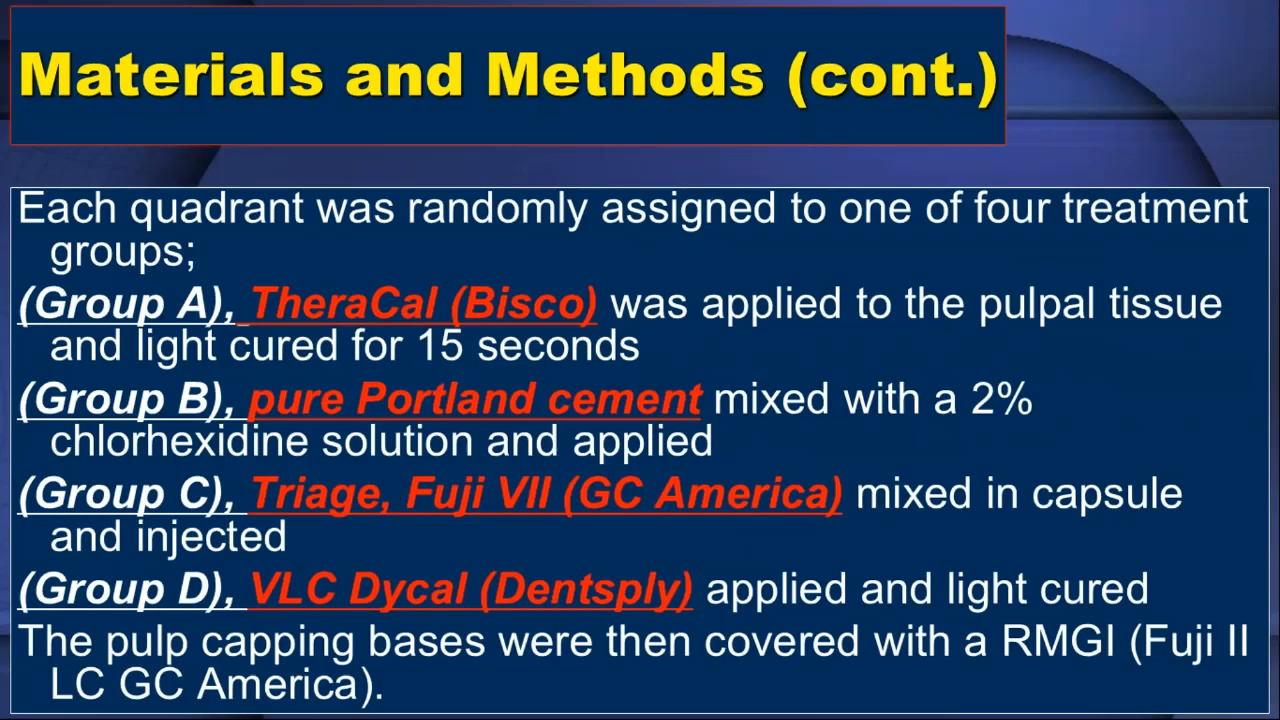 Materials and Methods (cont.)
Each quadrant was randomly assigned to one of four treatment
groups;
(Group A), TheraCal (Bisco) was applied to the pulpal tissue
and light cured for 15 seconds
(Group B), pure Portland cement mixed with a 2%
chlorhexidine solution and applied
(Group C), Triage, Fuji VII (GC America) mixed in capsule
and injected
(Group D), VLC Dycal (Dentsply) applied and light cured
The pulp capping bases were then covered with a RMGI (Fuji II
LC GC America).